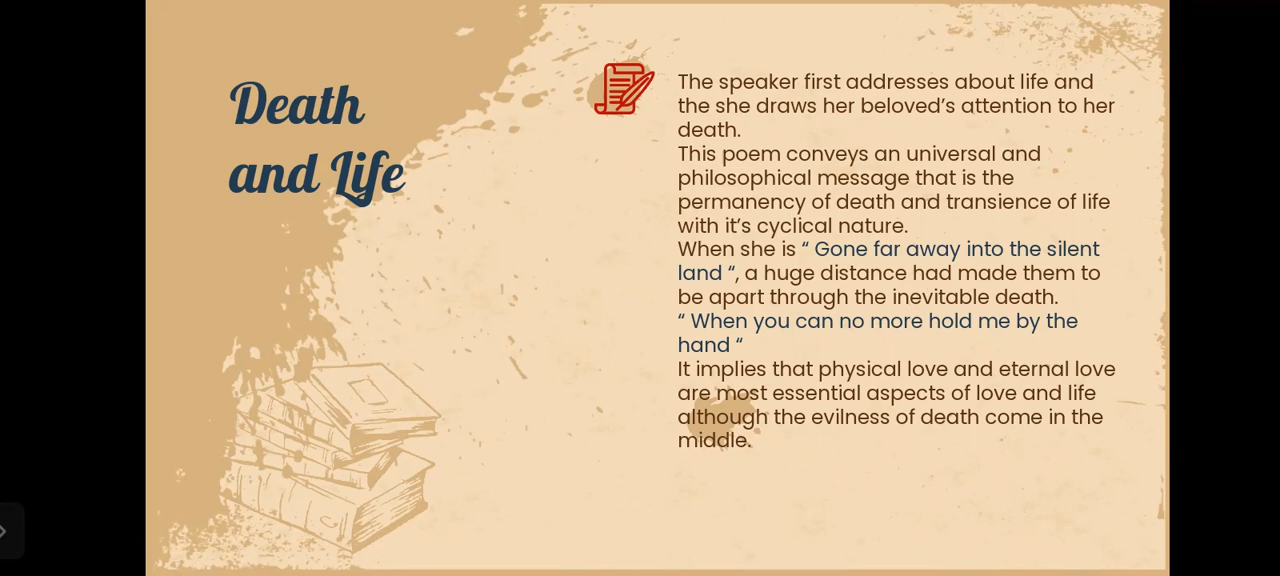 Death
and Life
The speaker first addresses about life and
the she draws her beloved’s attention to her
death.
This poem conveys an universal and
philosophical message that is the
permanency of death and transience of life
with it’s cyclical nature.
When she is “ Gone far away into the silent
land “, a huge distance had made them to
be apart through the inevitable death.
“ When you can no more hold me by the
hand “
It implies that physical love and eternal love
are most essential aspects of love and life
although the evilness of death come in the
middle.